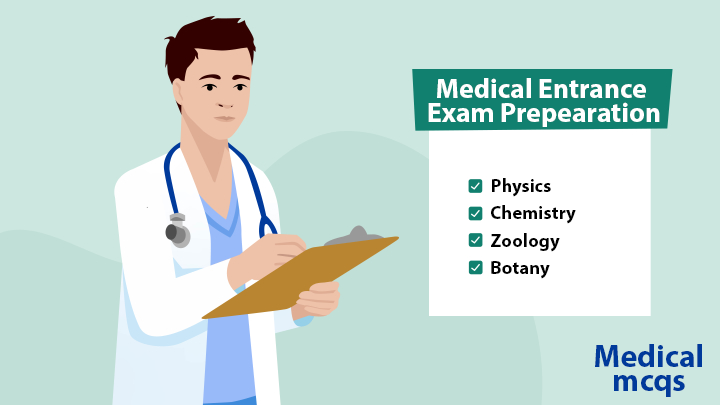 Medical Entrance
Exam Prepearation
Physics
Chemistry
Zoology
Botany
Medical
mcqs